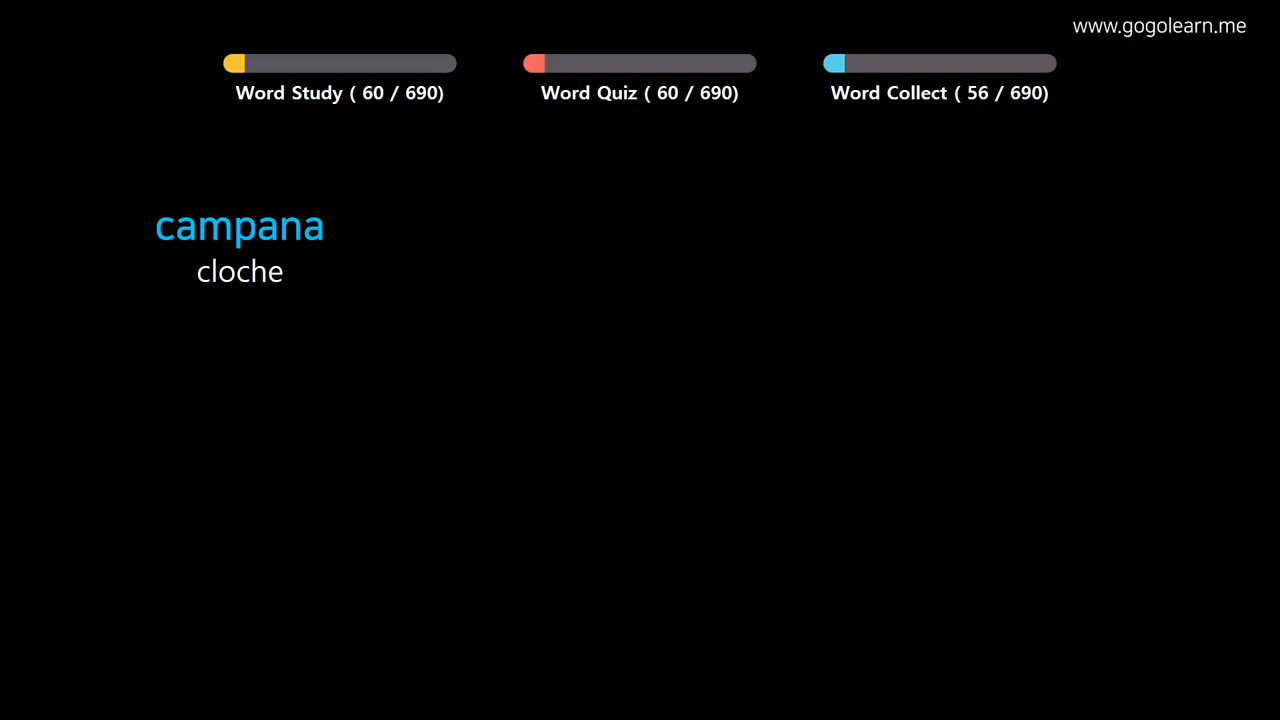 www.gogolearn.me
Word Study ( 60 / 690)
Word Quiz ( 60 / 690)
Word Collect ( 56 / 690)
campana
cloche